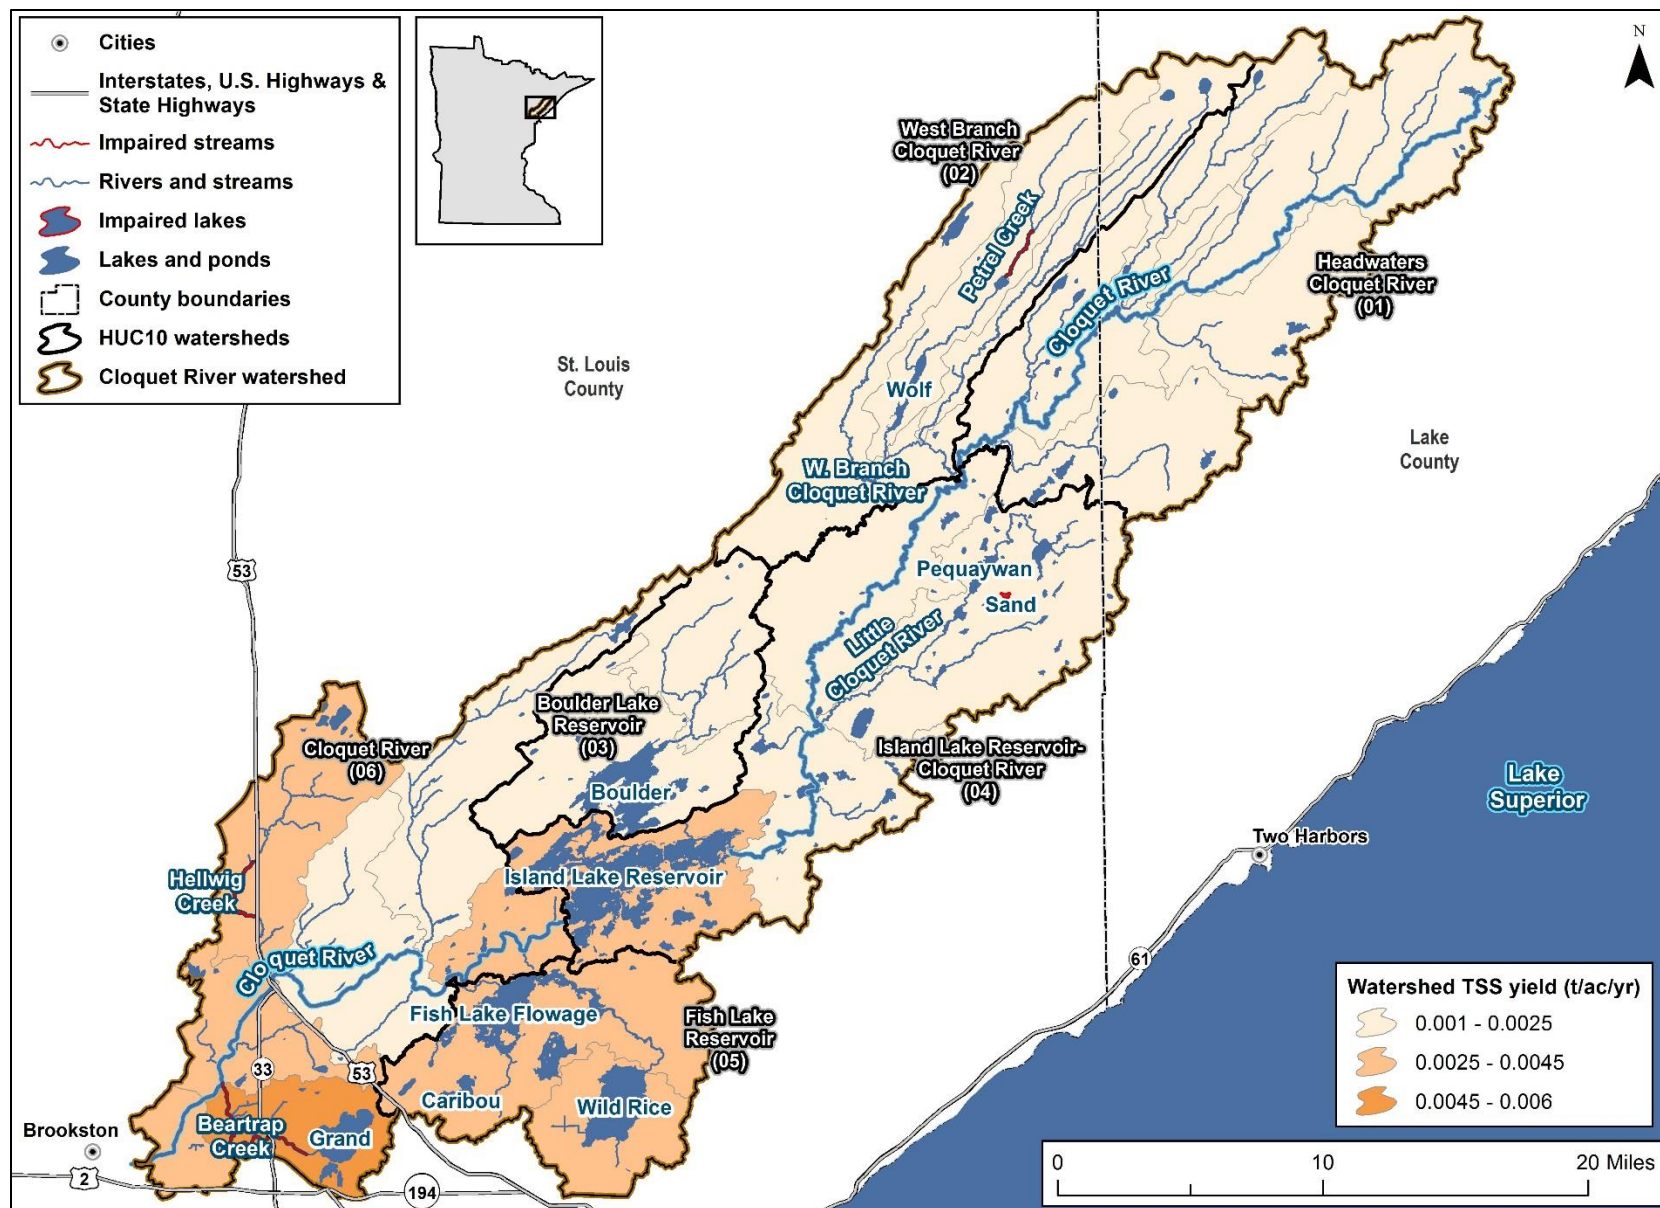 Cities
Interstates, U.S. Highways &
State Highways
Impaired streams
Rivers and streams
Impaired lakes
Lakes and ponds
County boundaries
HUC10 watersheds
Cloquet River watershed
N
West Branch
Cloquet River
(02)
Petrel Creek
Cloquet River
Headwaters
Cloquet River
(01)
St. Louis
County
Wolf
Lake
County
W. Branch
Cloquet River
53
Pequaywan
Sand
Little
Cloquet River
Boulder Lake
Reservoir
(03)
Cloquet River
(06)
Island Lake Reservoir-
Cloquet River
(04)
Boulder
Lake
Superior
Two Harbors
Hellwig
Creek
Island Lake Reservoir
Cloquet River
61
Fish Lake Flowage
Fish Lake
Reservoir
(05)
33
53
Caribou
Wild Rice
Brookston
Beartrap
Creek
Grand
2
194
Watershed TSS yield (t/ac/yr)
0.001 - 0.0025
0.0025 - 0.0045
0.0045 - 0.006
0 10 20 Miles